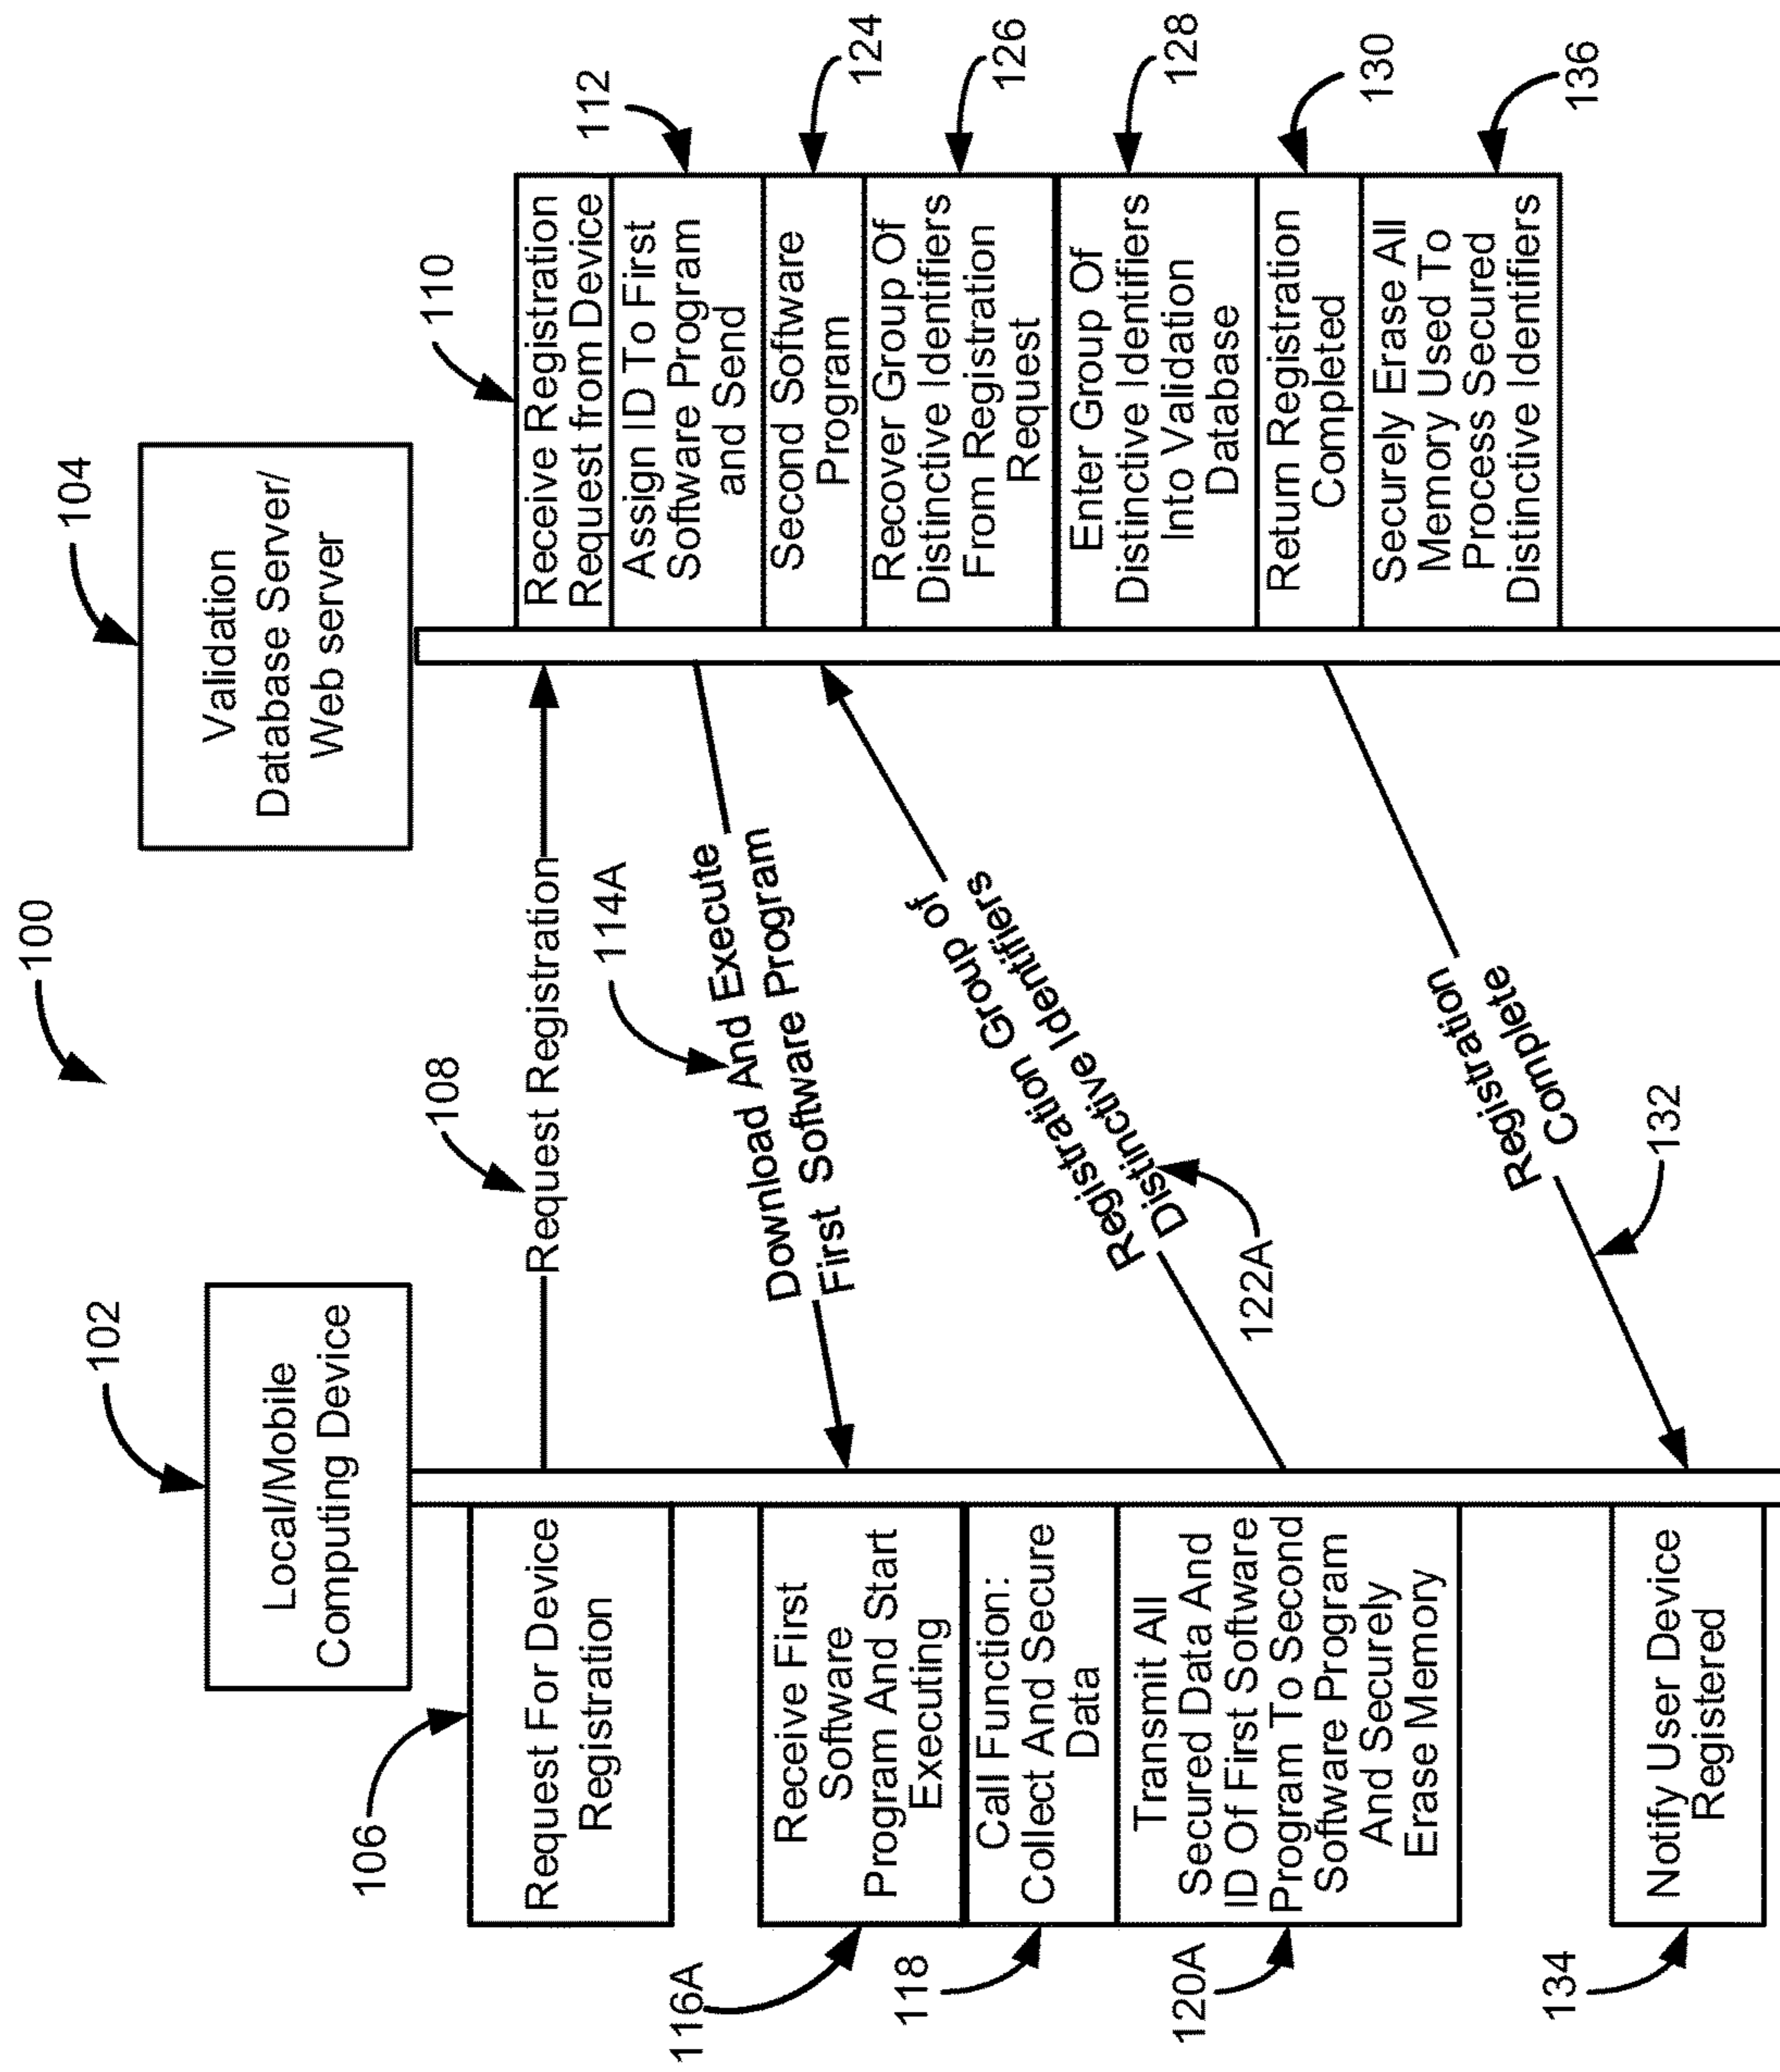 100
102
Local/Mobile
Computing Device
104
Validation
Database Server/
Web server
106
Request For Device
Registration
108
Request Registration
110
Receive Registration
Request from Device
112
Assign ID To First
Software Program
and Send
114A
Download And Execute
First Software Program
116A
Receive First
Software
Program And Start
Executing
118
Call Function:
Collect And Secure
Data
120A
Transmit All
Secured Data And
ID Of First Software
Program To Second
Software Program
And Securely
Erase Memory
122A
Registration Group of
Distinctive Identifiers
124
Second Software
Program
126
Recover Group Of
Distinctive Identifiers
From Registration
Request
128
Enter Group Of
Distinctive Identifiers
Into Validation
Database
130
Return Registration
Completed
132
Registration
Complete
134
Notify User Device
Registered
136
Securely Erase All
Memory Used To
Process Secured
Distinctive Identifiers